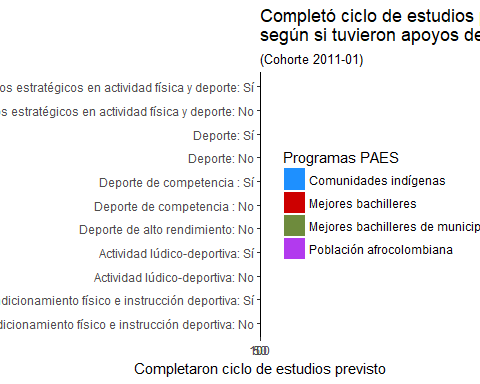 Completó ciclo de estudios
según si tuvieron apoyos de
(Cohorte 2011-01)
os estratégicos en actividad física y deporte: Sí
os estratégicos en actividad física y deporte: No
Deporte: Sí
Deporte: No
Deporte de competencia : Sí
Deporte de competencia : No
Deporte de alto rendimiento: No
Actividad lúdico-deportiva: Sí
Actividad lúdico-deportiva: No
dicionamiento físico e instrucción deportiva: Sí
dicionamiento físico e instrucción deportiva: No
Programas PAES
Comunidades indígenas
Mejores bachilleres
Mejores bachilleres de municip
Población afrocolombiana
Completaron ciclo de estudios previsto